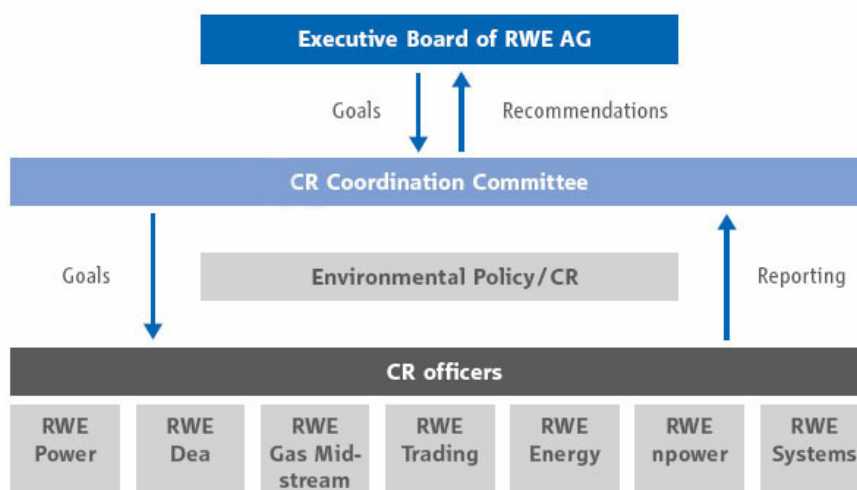 Executive Board of RWE AG
Goals
Recommendations
CR Coordination Committee
Goals
Environmental Policy/CR
Reporting
CR officers
RWE
Power
RWE
Dea
RWE
Gas Mid-
stream
RWE
Trading
RWE
Energy
RWE
npower
RWE
Systems